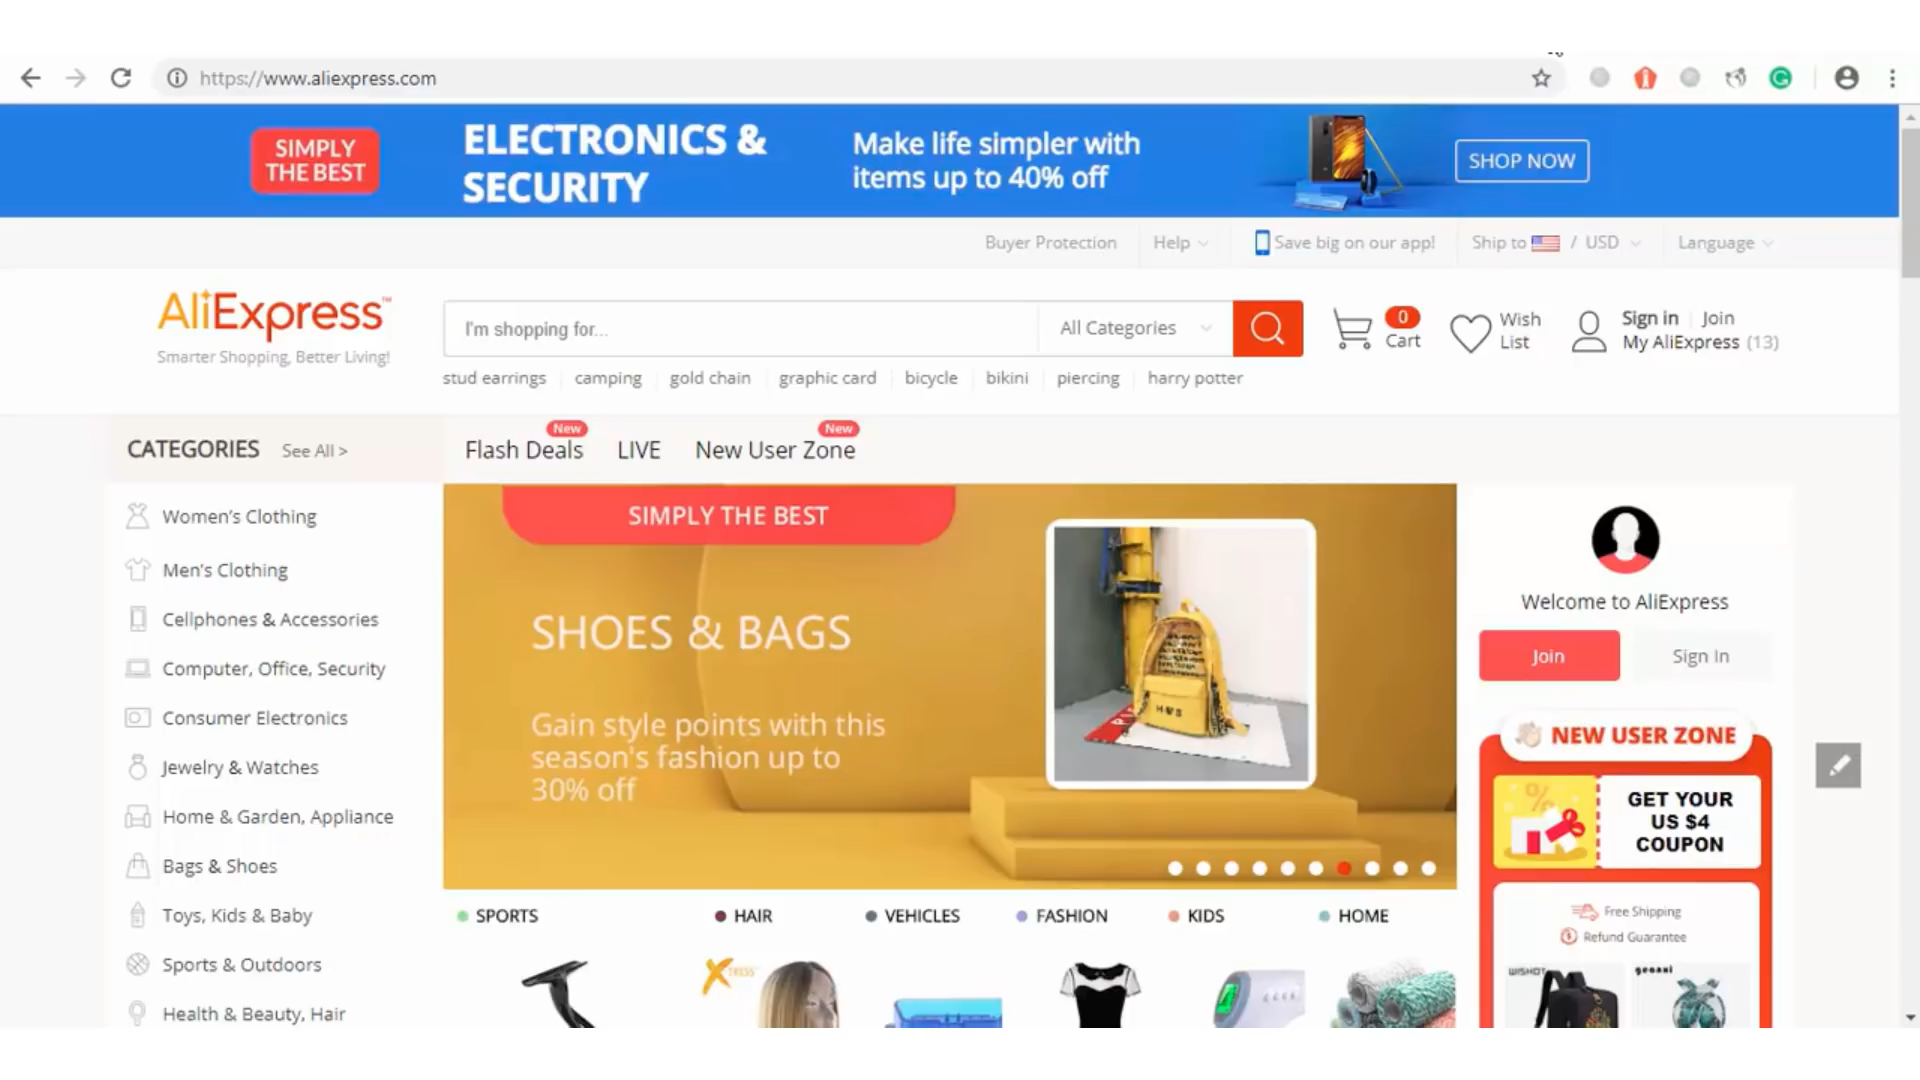 https://www.aliexpress.com
SIMPLY
THE BEST
ELECTRONICS &
SECURITY
Make life simpler with
items up to 40% off
SHOP NOW
Buyer Protection
Help
Save big on our app!
Ship to / USD
Language
AliExpress™
Smarter Shopping, Better Living!
I'm shopping for...
All Categories
0
Cart
Wish
List
Sign in | Join
My AliExpress (13)
stud earrings
camping
gold chain
graphic card
bicycle
bikini
piercing
harry potter
CATEGORIES
See All >
New
Flash Deals
LIVE
New
New User Zone
Women's Clothing
Men's Clothing
Cellphones & Accessories
Computer, Office, Security
Consumer Electronics
Jewelry & Watches
Home & Garden, Appliance
Bags & Shoes
Toys, Kids & Baby
Sports & Outdoors
Health & Beauty, Hair
SIMPLY THE BEST
SHOES & BAGS
Gain style points with this
season's fashion up to
30% off
SPORTS
HAIR
VEHICLES
FASHION
KIDS
HOME
Welcome to AliExpress
Join
Sign In
NEW USER ZONE
GET YOUR
US $4
COUPON
Free Shipping
Refund Guarantee
WISHOT